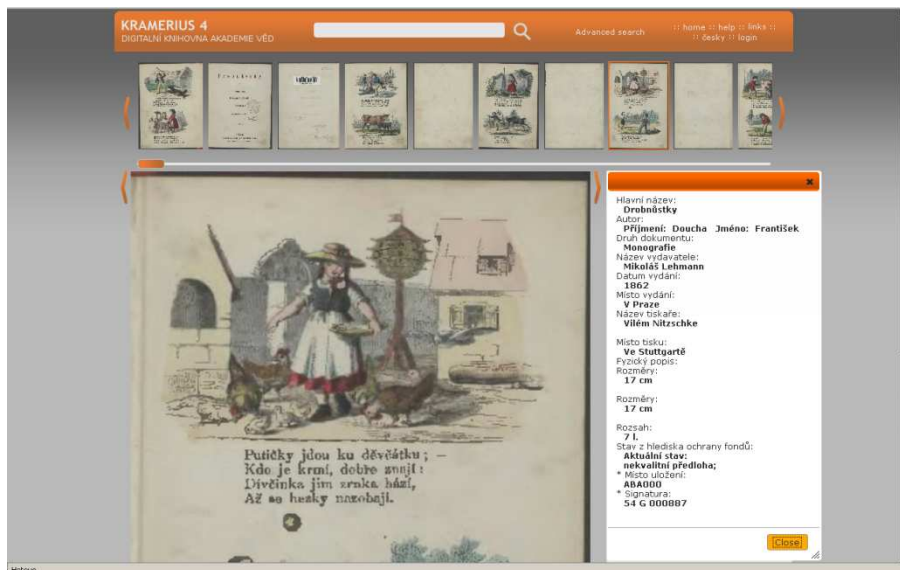 KRAMERIUS 4
DIGITALNÍ KNIHOVNA AKADEMIE VĚD
Advanced search
:: home :: help :: links ::
:: česky :: login
Hlavní název:
Drobnůstky
Autor:
Příjmení: Doucha Jméno: František
Druh dokumentu:
Monografie
Název vydavatele:
Mikoláš Lehmann
Datum vydání:
1862
Místo vydání:
V Praze
Název tiskaře:
Vilém Nitzschke
Místo tisku:
Ve Stuttgartě
Fyzický popis:
Rozměry:
17 cm
Rozměry:
17 cm
Rozsah:
7 l.
Stav z hlediska ochrany fondů:
Aktuální stav:
nekvalitní předloha;
* Místo uložení:
ABA000
* Signatura:
54 G 000887
Close
Putičky jdou ku děvčátku; —
Kdo je krmí, dobře znají:
Divčinka jim zrnka hází,
Až se hezky nazobají.
Hotovo